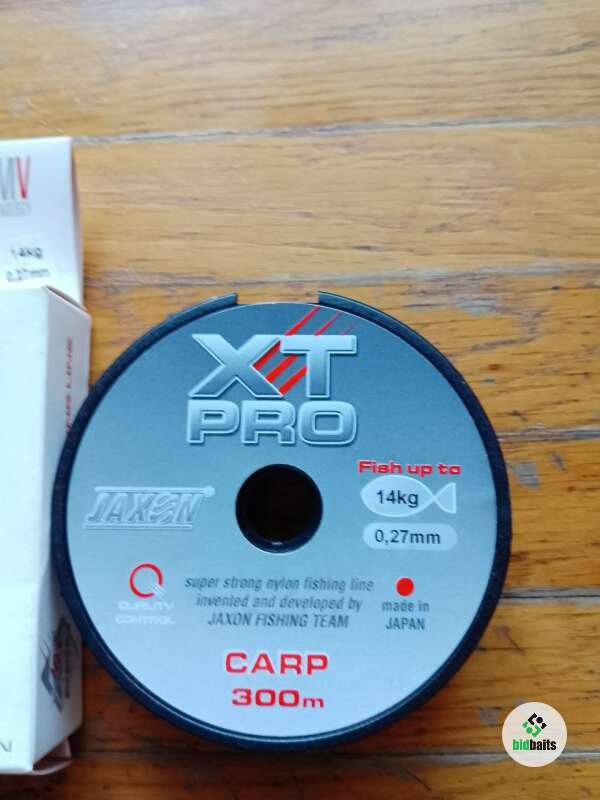 14kg
0,27mm
XT
PRO
Fish up to
14kg
0,27mm
JAXON
QUALITY
CONTROL
super strong nylon fishing line
invented and developed by
JAXON FISHING TEAM
made in
JAPAN
CARP
300m
bidbaits